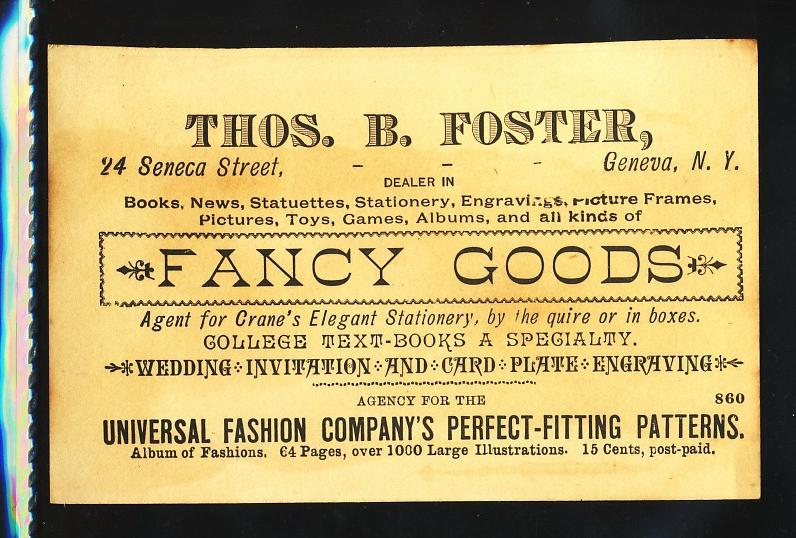 THOS. B. FOSTER,
24 Seneca Street, - - - Geneva, N. Y.
DEALER IN
Books, News, Statuettes, Stationery, Engravings, Picture Frames,
Pictures, Toys, Games, Albums, and all kinds of
FANCY GOODS
Agent for Crane's Elegant Stationery, by the quire or in boxes.
COLLEGE TEXT-BOOKS A SPECIALTY.
WEDDING INVITATION AND CARD PLATE ENGRAVING
AGENCY FOR THE 860
UNIVERSAL FASHION COMPANY'S PERFECT-FITTING PATTERNS.
Album of Fashions. 64 Pages, over 1000 Large Illustrations. 15 Cents, post-paid.